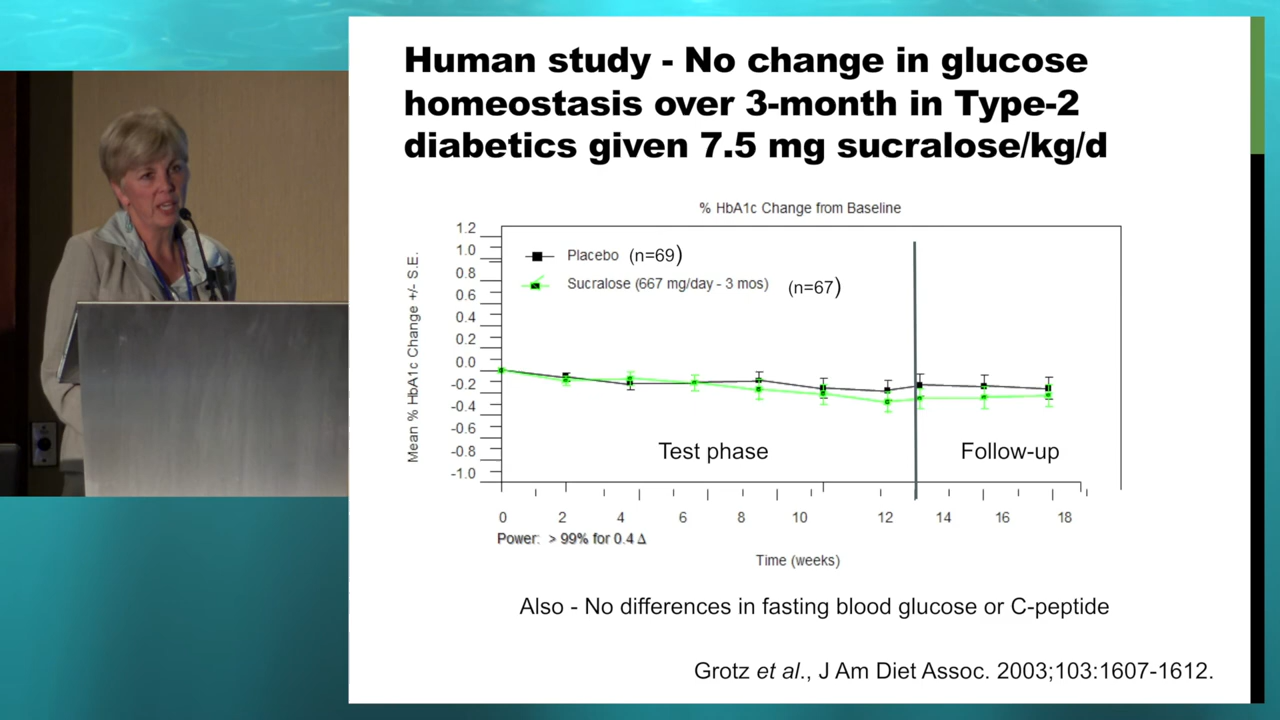 Human study - No change in glucose
homeostasis over 3-month in Type-2
diabetics given 7.5 mg sucralose/kg/d
% HbA1c Change from Baseline
Mean % HbA1c Change +/- S.E.
1.2
1.0
0.8
0.6
0.4
0.2
0.0
-0.2
-0.4
-0.6
-0.8
-1.0
Placebo (n=69)
Sucralose (667 mg/day - 3 mos) (n=67)
Test phase
Follow-up
0 2 4 6 8 10 12 14 16 18
Power: > 99% for 0.4 Δ
Time (weeks)
Also - No differences in fasting blood glucose or C-peptide
Grotz et al., J Am Diet Assoc. 2003;103:1607-1612.